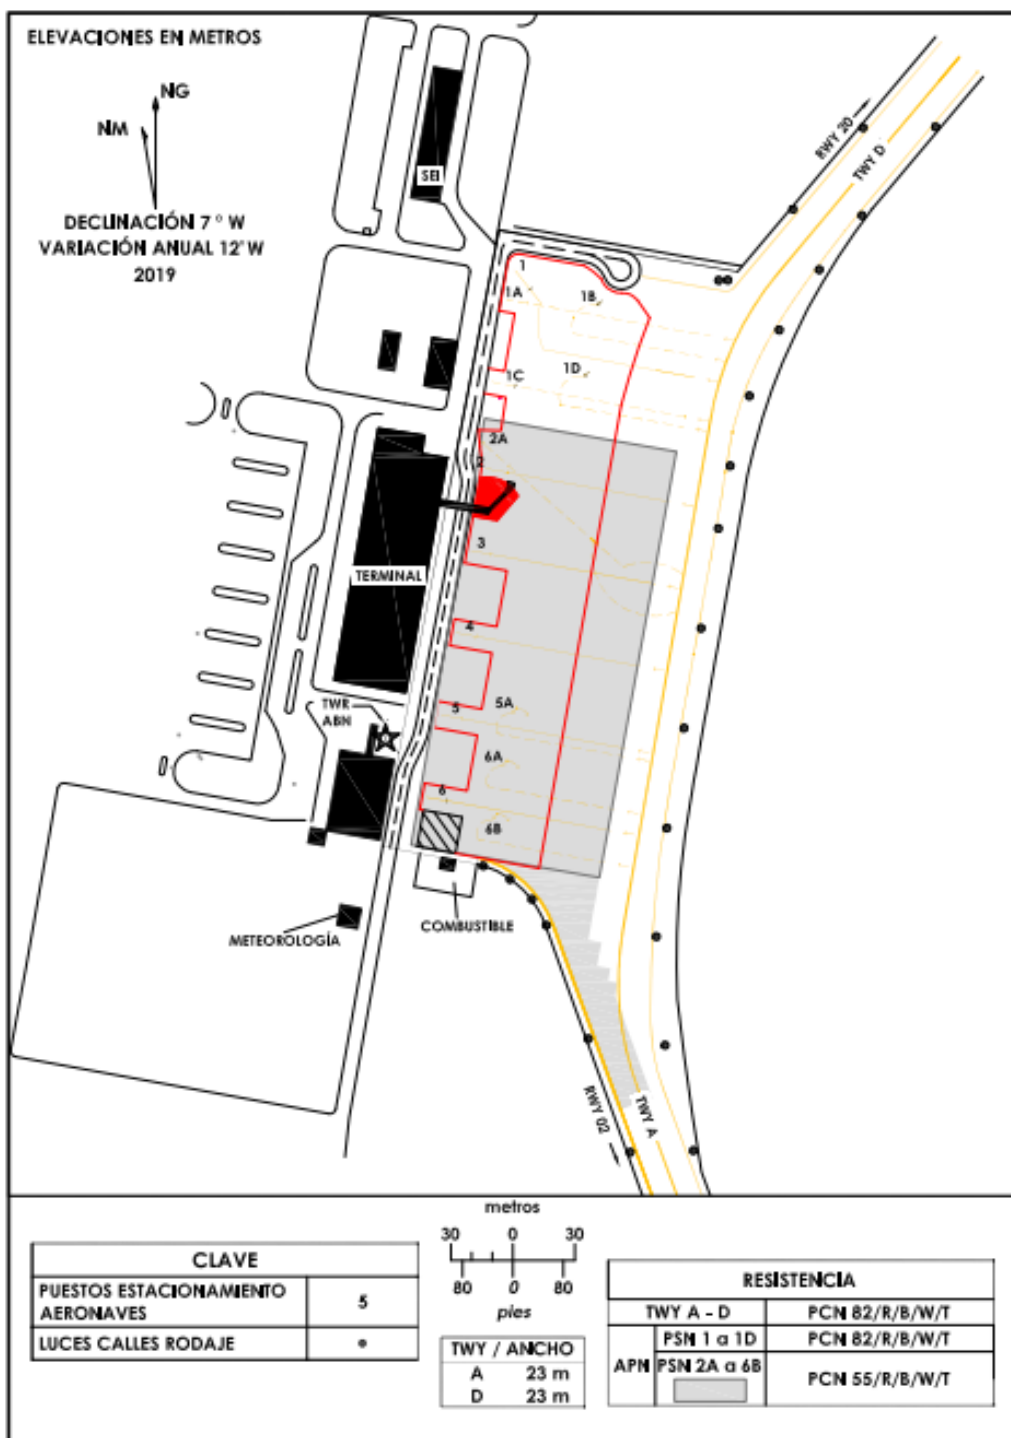 ELEVACIONES EN METROS
NG
NM
DECLINACIÓN 7° W
VARIACIÓN ANUAL 12' W
2019
SEI
RWY 20
TWY D
1
1A
1B
1C
1D
2A
2
3
TERMINAL
4
TWR
ABN
5
5A
6A
6
6B
METEOROLOGÍA
COMBUSTIBLE
RWY 02
TWY A
metros
30 0 30
80 0 80
pies
CLAVE
PUESTOS ESTACIONAMIENTO
AERONAVES
5
LUCES CALLES RODAJE
TWY / ANCHO
A 23 m
D 23 m
RESISTENCIA
TWY A - D PCN 82/R/B/W/T
APN
PSN 1 a 1D PCN 82/R/B/W/T
PSN 2A a 6B PCN 55/R/B/W/T